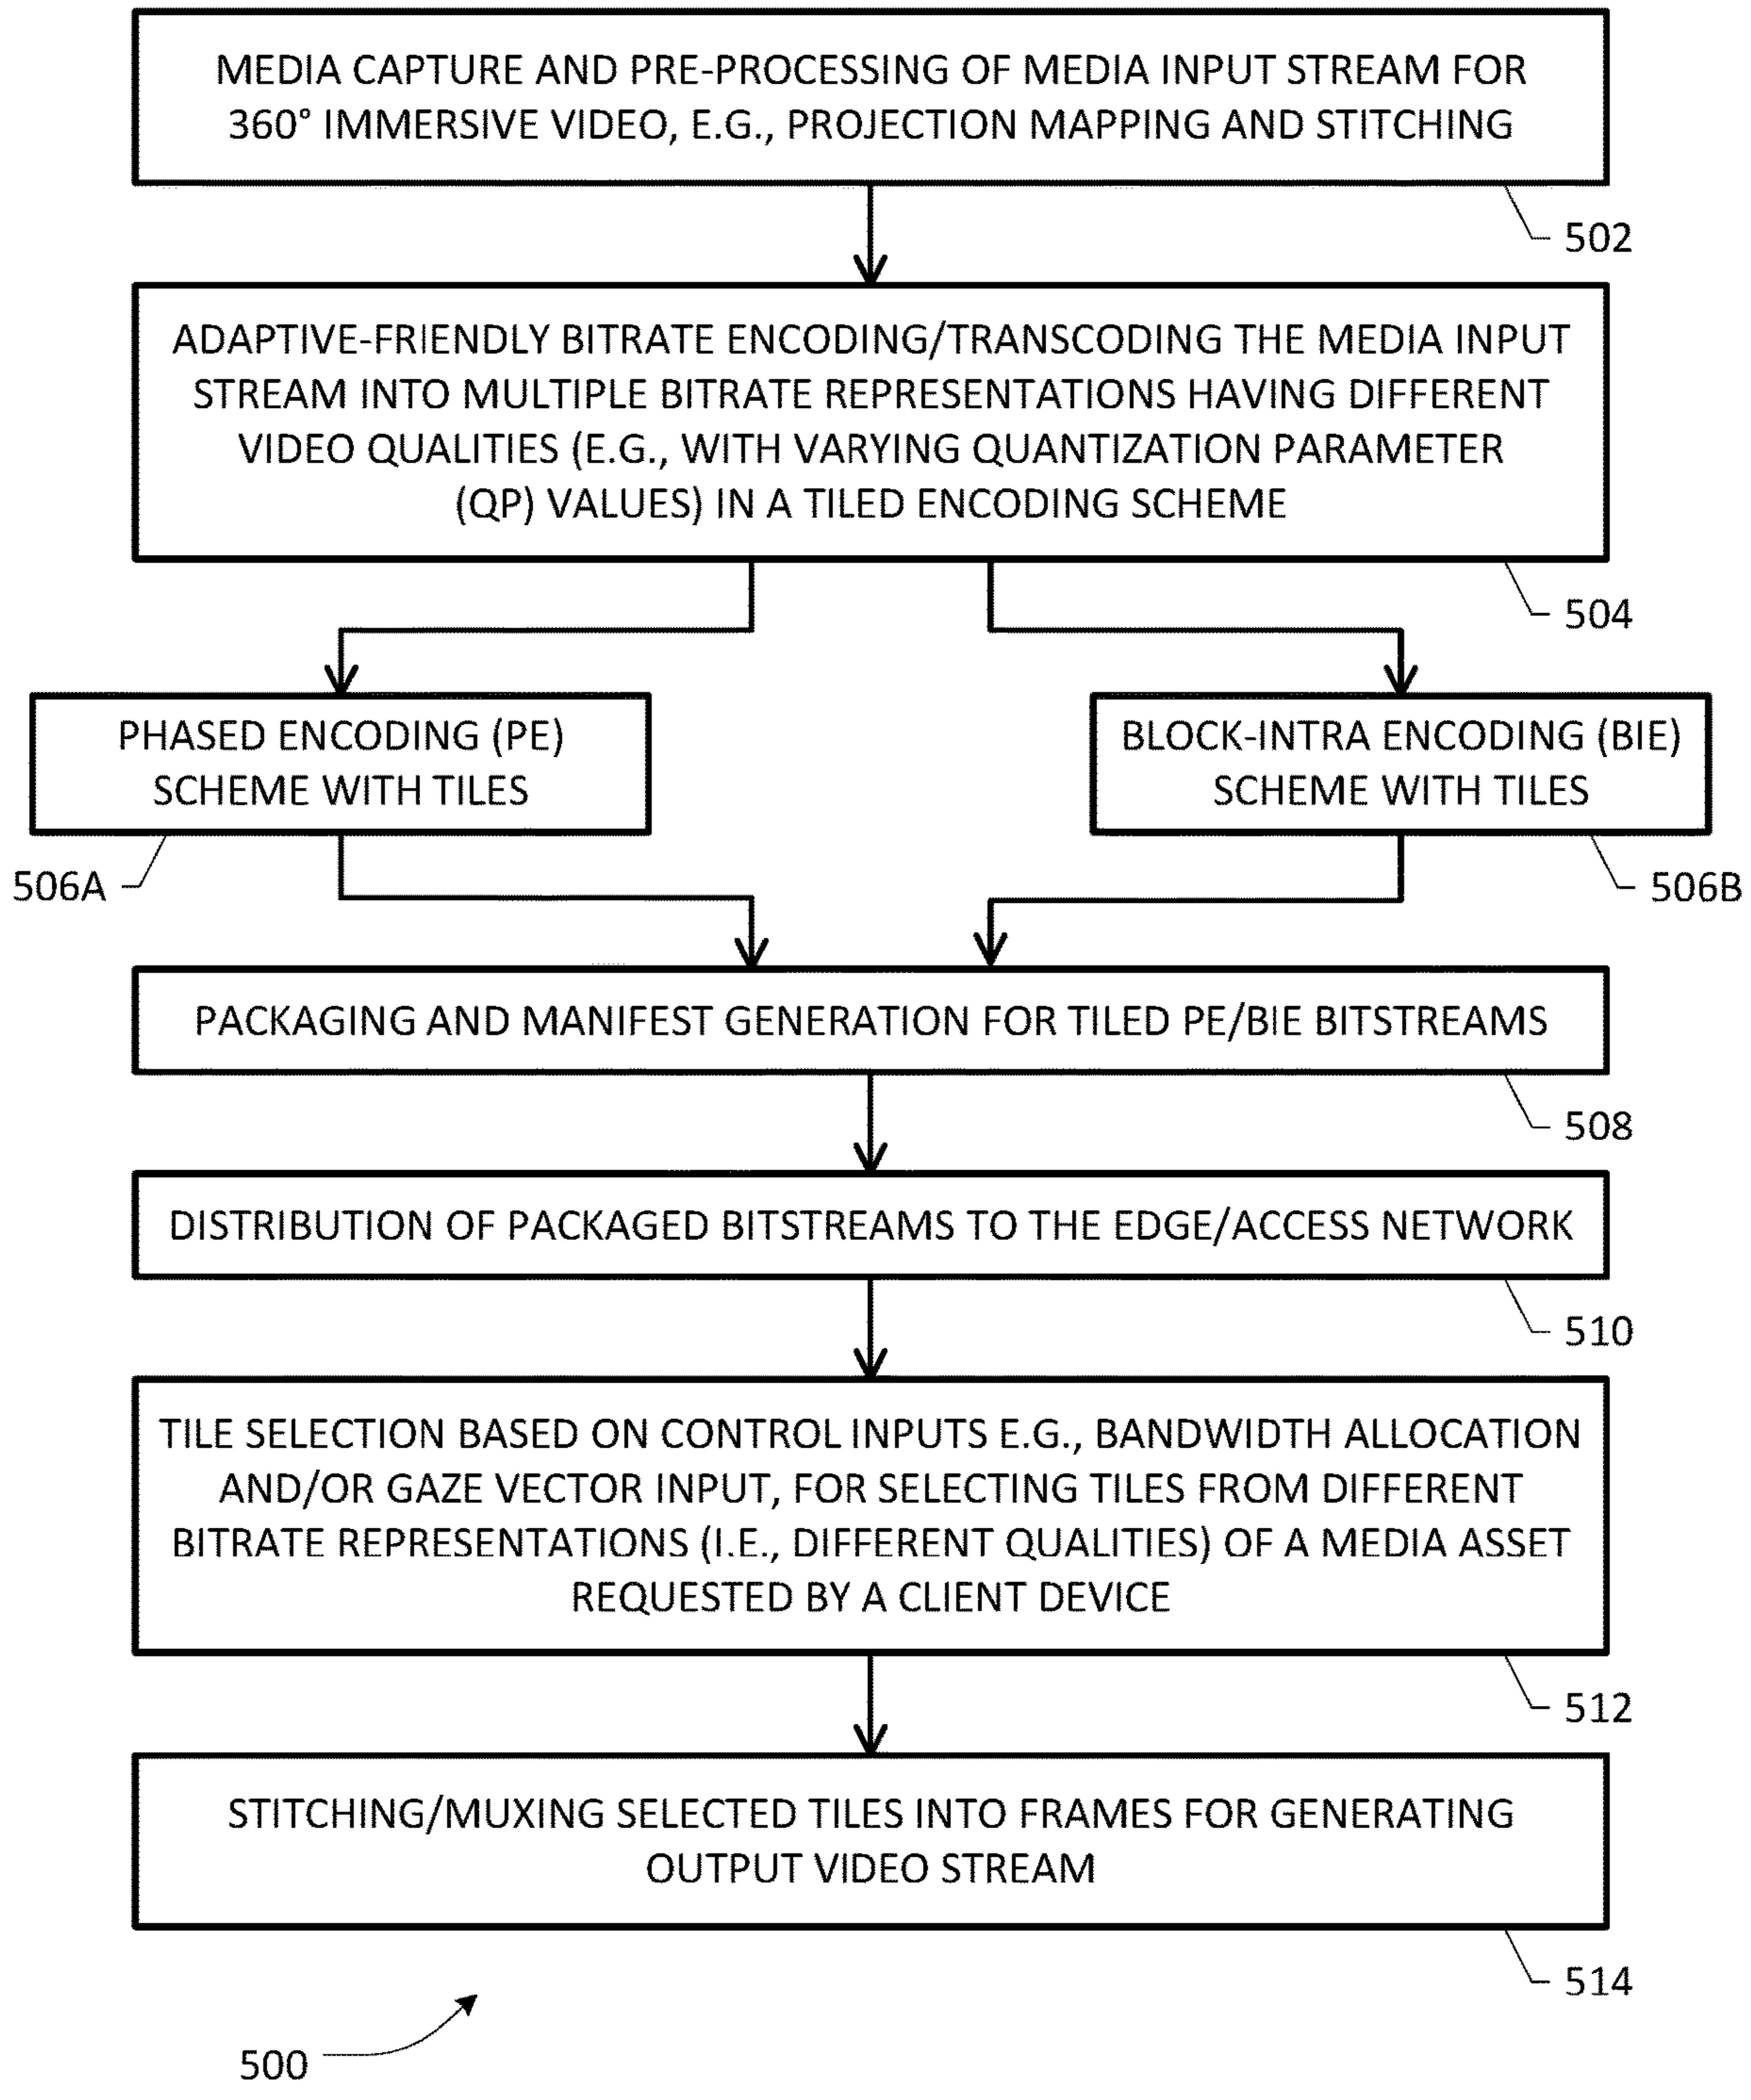 MEDIA CAPTURE AND PRE-PROCESSING OF MEDIA INPUT STREAM FOR
360° IMMERSIVE VIDEO, E.G., PROJECTION MAPPING AND STITCHING
502
ADAPTIVE-FRIENDLY BITRATE ENCODING/TRANSCODING THE MEDIA INPUT
STREAM INTO MULTIPLE BITRATE REPRESENTATIONS HAVING DIFFERENT
VIDEO QUALITIES (E.G., WITH VARYING QUANTIZATION PARAMETER
(QP) VALUES) IN A TILED ENCODING SCHEME
504
PHASED ENCODING (PE)
SCHEME WITH TILES
506A
BLOCK-INTRA ENCODING (BIE)
SCHEME WITH TILES
506B
PACKAGING AND MANIFEST GENERATION FOR TILED PE/BIE BITSTREAMS
508
DISTRIBUTION OF PACKAGED BITSTREAMS TO THE EDGE/ACCESS NETWORK
510
TILE SELECTION BASED ON CONTROL INPUTS E.G., BANDWIDTH ALLOCATION
AND/OR GAZE VECTOR INPUT, FOR SELECTING TILES FROM DIFFERENT
BITRATE REPRESENTATIONS (I.E., DIFFERENT QUALITIES) OF A MEDIA ASSET
REQUESTED BY A CLIENT DEVICE
512
STITCHING/MUXING SELECTED TILES INTO FRAMES FOR GENERATING
OUTPUT VIDEO STREAM
514
500